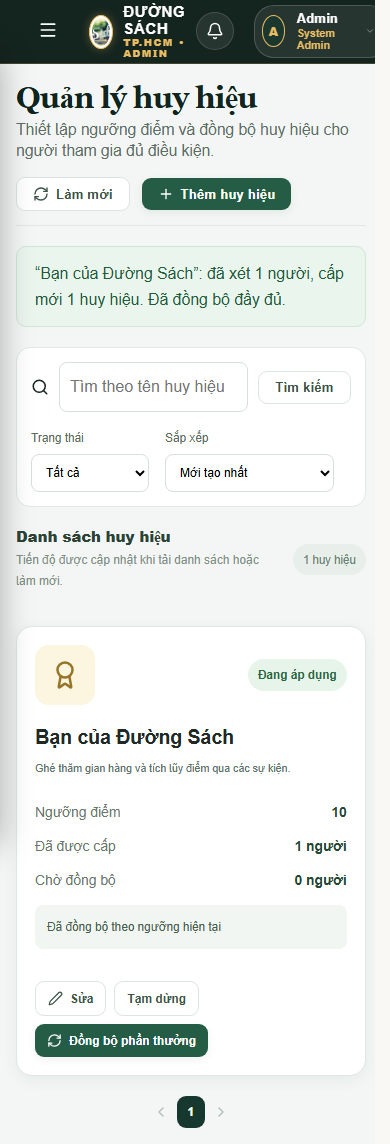 ĐƯỜNG
SÁCH
TP.HCM •
ADMIN
A
Admin
System
Admin
Quản lý huy hiệu
Thiết lập ngưỡng điểm và đồng bộ huy hiệu cho
người tham gia đủ điều kiện.
Làm mới
Thêm huy hiệu
“Bạn của Đường Sách”: đã xét 1 người, cấp
mới 1 huy hiệu. Đã đồng bộ đầy đủ.
Tìm theo tên huy hiệu
Tìm kiếm
Trạng thái
Sắp xếp
Tất cả
Mới tạo nhất
Danh sách huy hiệu
Tiến độ được cập nhật khi tải danh sách hoặc
làm mới.
1 huy hiệu
Đang áp dụng
Bạn của Đường Sách
Ghé thăm gian hàng và tích lũy điểm qua các sự kiện.
Ngưỡng điểm 10
Đã được cấp 1 người
Chờ đồng bộ 0 người
Đã đồng bộ theo ngưỡng hiện tại
Sửa
Tạm dừng
Đồng bộ phần thưởng
1